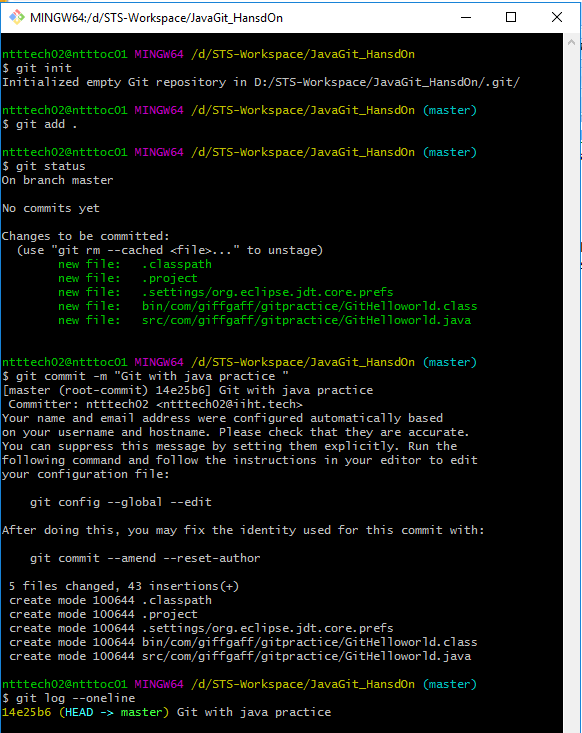 MINGW64:/d/STS-Workspace/JavaGit_HansdOn
ntttech02@ntttoc01 MINGW64 /d/STS-Workspace/JavaGit_HansdOn
$ git init
Initialized empty Git repository in D:/STS-Workspace/JavaGit_HansdOn/.git/
ntttech02@ntttoc01 MINGW64 /d/STS-Workspace/JavaGit_HansdOn (master)
$ git add .
ntttech02@ntttoc01 MINGW64 /d/STS-Workspace/JavaGit_HansdOn (master)
$ git status
On branch master
No commits yet
Changes to be committed:
  (use "git rm --cached <file>..." to unstage)
        new file:   .classpath
        new file:   .project
        new file:   .settings/org.eclipse.jdt.core.prefs
        new file:   bin/com/giffgaff/gitpractice/GitHelloworld.class
        new file:   src/com/giffgaff/gitpractice/GitHelloworld.java
ntttech02@ntttoc01 MINGW64 /d/STS-Workspace/JavaGit_HansdOn (master)
$ git commit -m "Git with java practice "
[master (root-commit) 14e25b6] Git with java practice
 Committer: ntttech02 <ntttech02@iiht.tech>
Your name and email address were configured automatically based
on your username and hostname. Please check that they are accurate.
You can suppress this message by setting them explicitly. Run the
following command and follow the instructions in your editor to edit
your configuration file:
    git config --global --edit
After doing this, you may fix the identity used for this commit with:
    git commit --amend --reset-author
 5 files changed, 43 insertions(+)
 create mode 100644 .classpath
 create mode 100644 .project
 create mode 100644 .settings/org.eclipse.jdt.core.prefs
 create mode 100644 bin/com/giffgaff/gitpractice/GitHelloworld.class
 create mode 100644 src/com/giffgaff/gitpractice/GitHelloworld.java
ntttech02@ntttoc01 MINGW64 /d/STS-Workspace/JavaGit_HansdOn (master)
$ git log --oneline
14e25b6 (HEAD -> master) Git with java practice